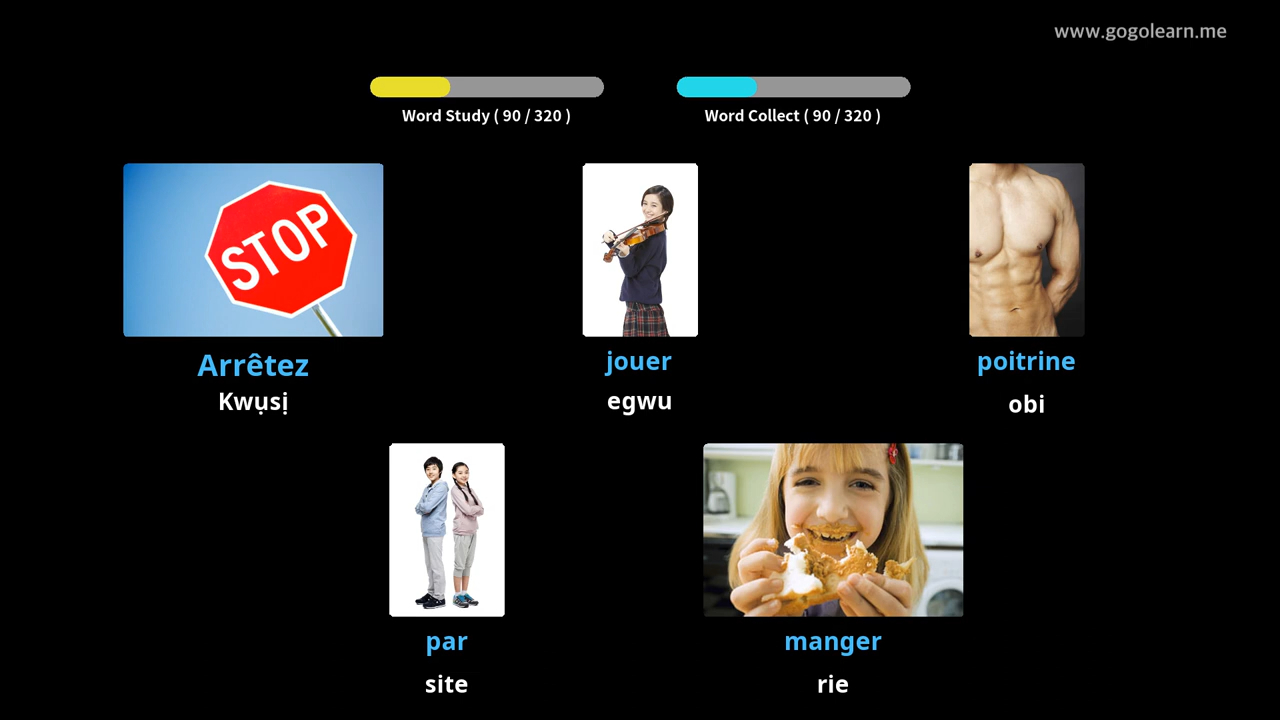 www.gogolearn.me
Word Study ( 90 / 320 )
Word Collect ( 90 / 320 )
STOP
Arrêtez
Kwụsị
jouer
egwu
poitrine
obi
par
site
manger
rie